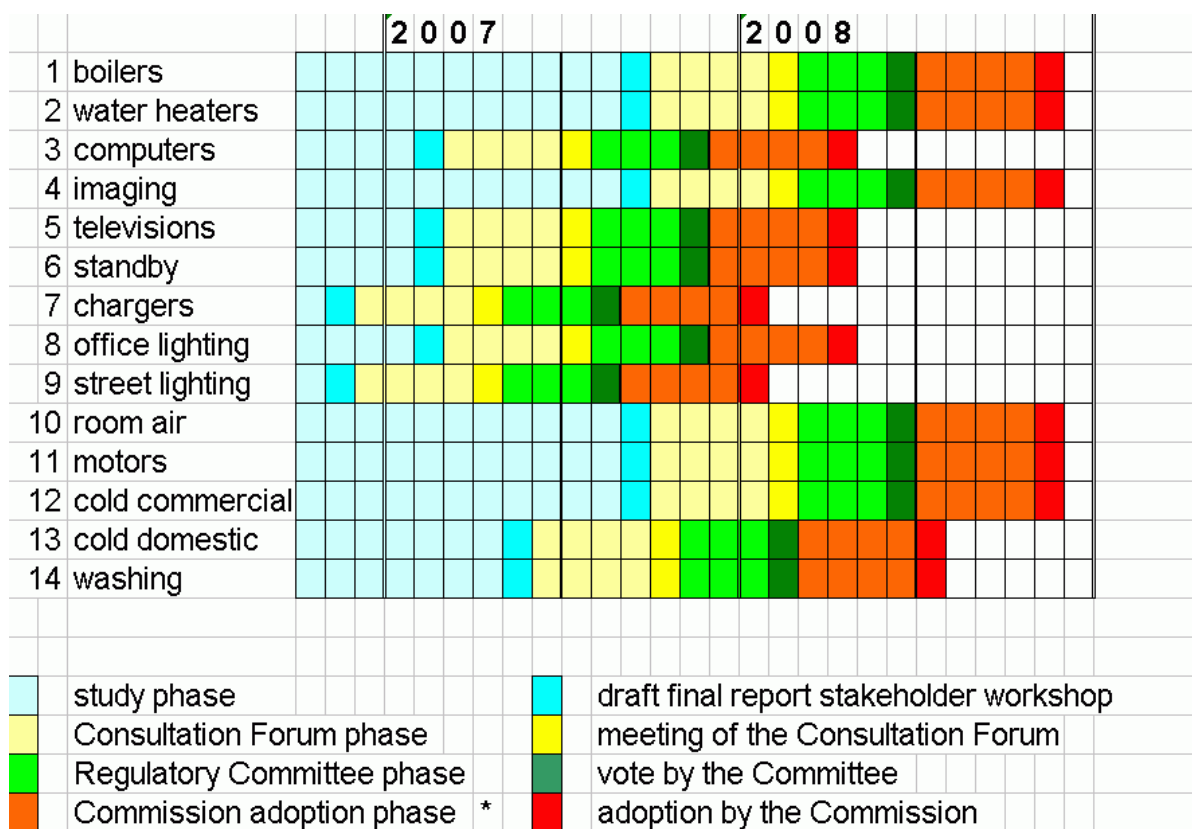 2007 2008
1 boilers
2 water heaters
3 computers
4 imaging
5 televisions
6 standby
7 chargers
8 office lighting
9 street lighting
10 room air
11 motors
12 cold commercial
13 cold domestic
14 washing
study phase draft final report stakeholder workshop
Consultation Forum phase meeting of the Consultation Forum
Regulatory Committee phase vote by the Committee
Commission adoption phase * adoption by the Commission